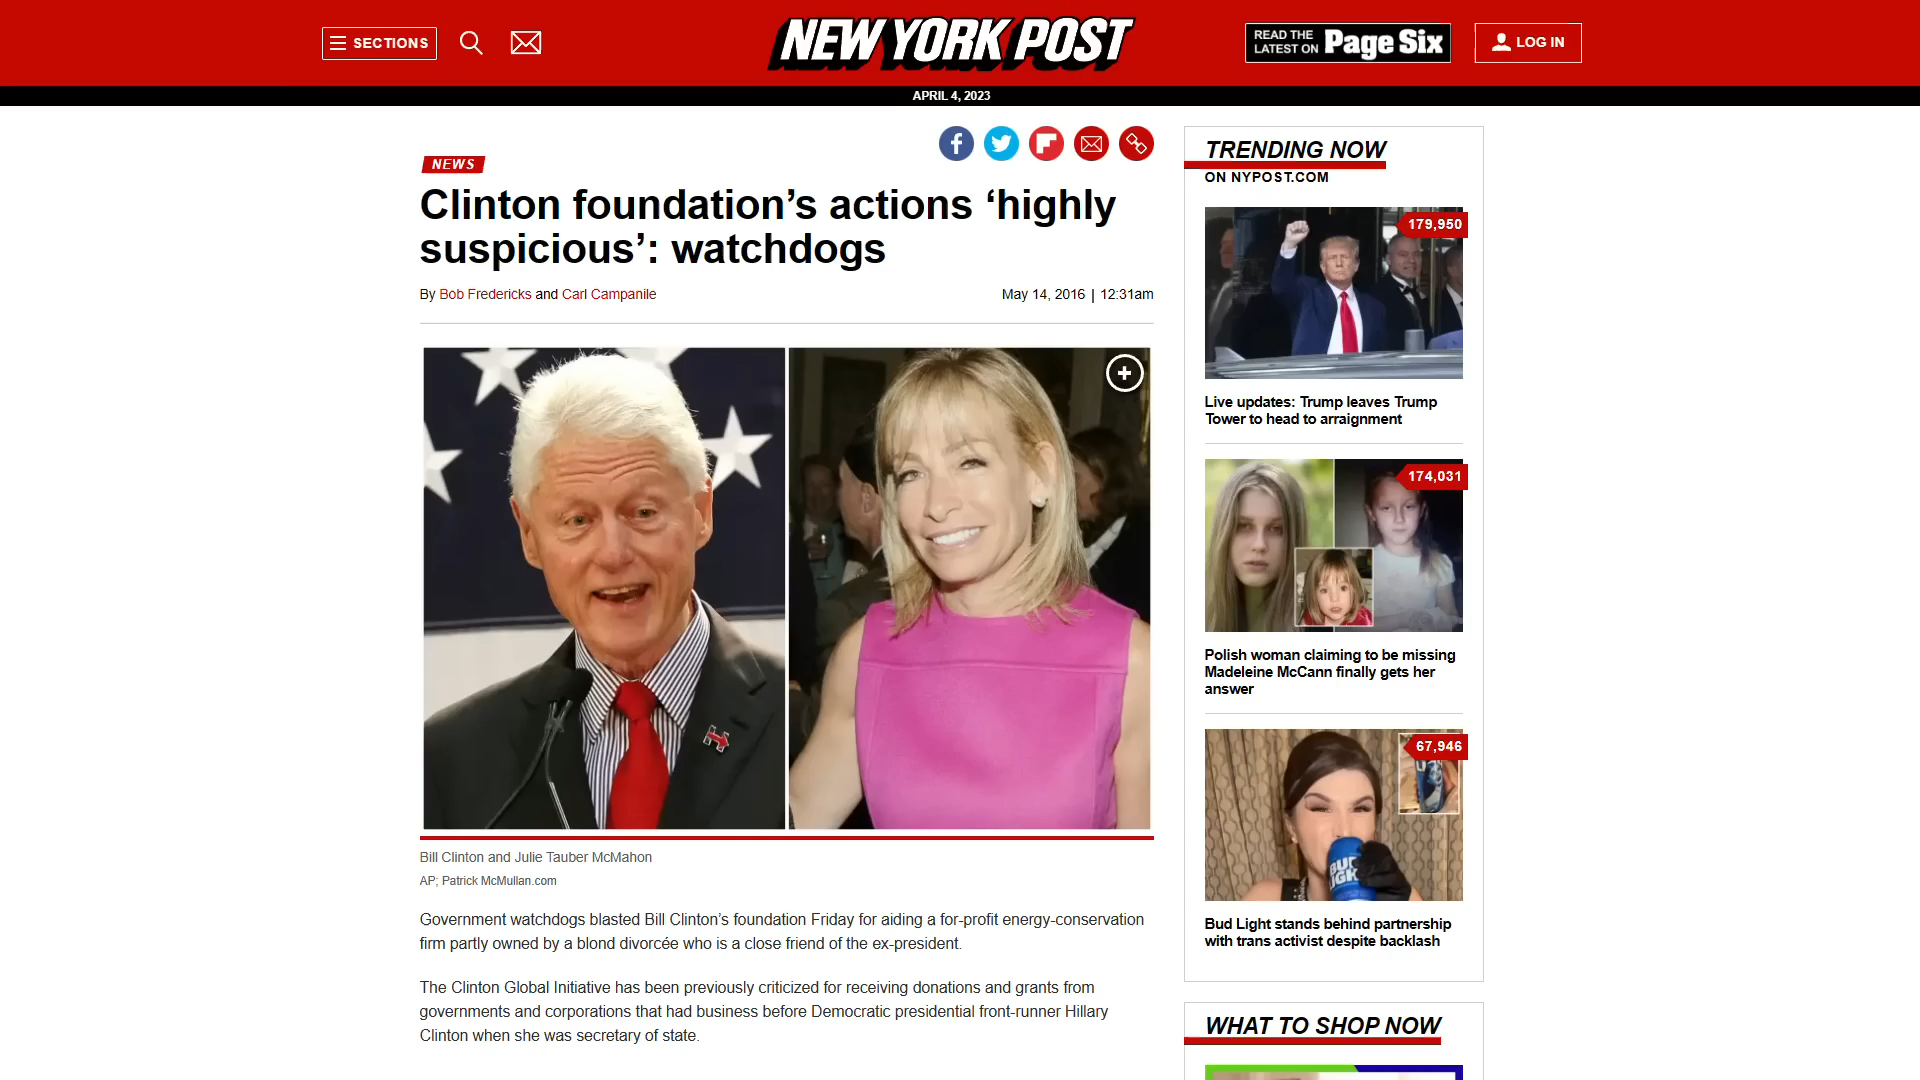 SECTIONS
NEW YORK POST
READ THE
LATEST ON Page Six
LOG IN
APRIL 4, 2023
NEWS
Clinton foundation’s actions ‘highly
suspicious’: watchdogs
By Bob Fredericks and Carl Campanile
May 14, 2016 | 12:31am
Bill Clinton and Julie Tauber McMahon
AP; Patrick McMullan.com
Government watchdogs blasted Bill Clinton’s foundation Friday for aiding a for-profit energy-conservation
firm partly owned by a blond divorcée who is a close friend of the ex-president.
The Clinton Global Initiative has been previously criticized for receiving donations and grants from
governments and corporations that had business before Democratic presidential front-runner Hillary
Clinton when she was secretary of state.
TRENDING NOW
ON NYPOST.COM
179,950
Live updates: Trump leaves Trump
Tower to head to arraignment
174,031
Polish woman claiming to be missing
Madeleine McCann finally gets her
answer
67,946
BUD
LIGHT
Bud Light stands behind partnership
with trans activist despite backlash
WHAT TO SHOP NOW